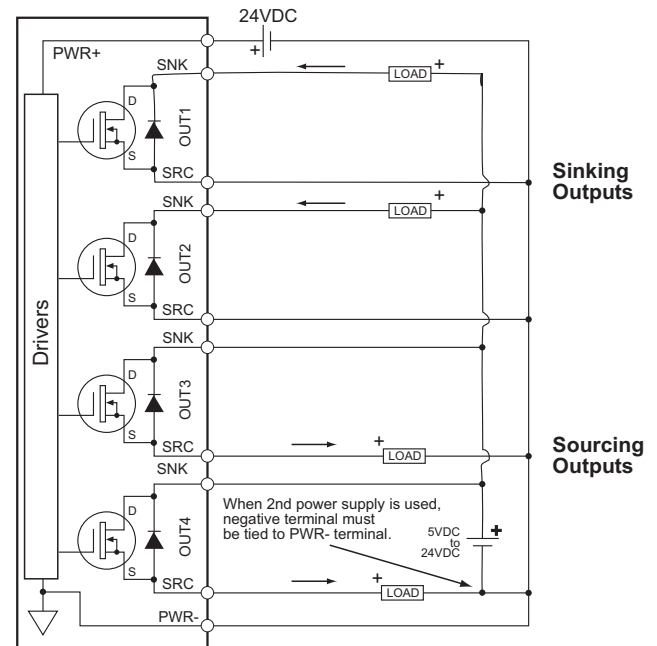 24VDC
+
PWR+
SNK
LOAD
+
D
OUT1
S
SRC
Sinking
Outputs
SNK
LOAD
+
D
OUT2
S
SRC
Drivers
SNK
D
OUT3
S
SRC
+
LOAD
Sourcing
Outputs
SNK
When 2nd power supply is used,
negative terminal must
be tied to PWR- terminal.
D
OUT4
S
5VDC
to
24VDC
+
SRC
+
LOAD
PWR-